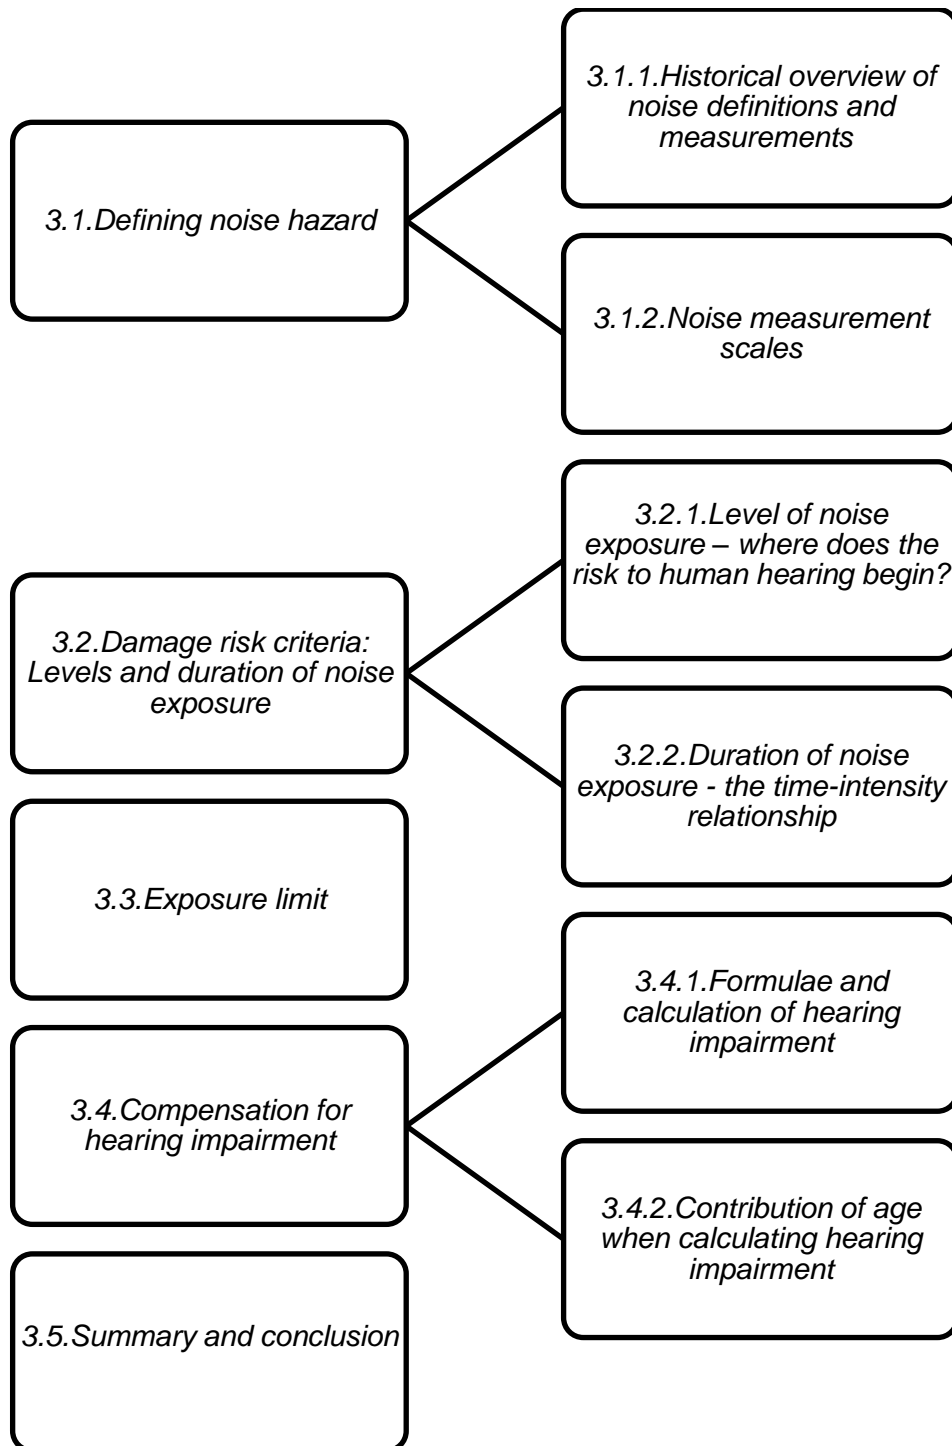 3.1.Defining noise hazard
3.1.1.Historical overview of
noise definitions and
measurements
3.1.2.Noise measurement
scales
3.2.Damage risk criteria:
Levels and duration of noise
exposure
3.2.1.Level of noise
exposure – where does the
risk to human hearing begin?
3.2.2.Duration of noise
exposure - the time-intensity
relationship
3.3.Exposure limit
3.4.Compensation for
hearing impairment
3.4.1.Formulae and
calculation of hearing
impairment
3.4.2.Contribution of age
when calculating hearing
impairment
3.5.Summary and conclusion